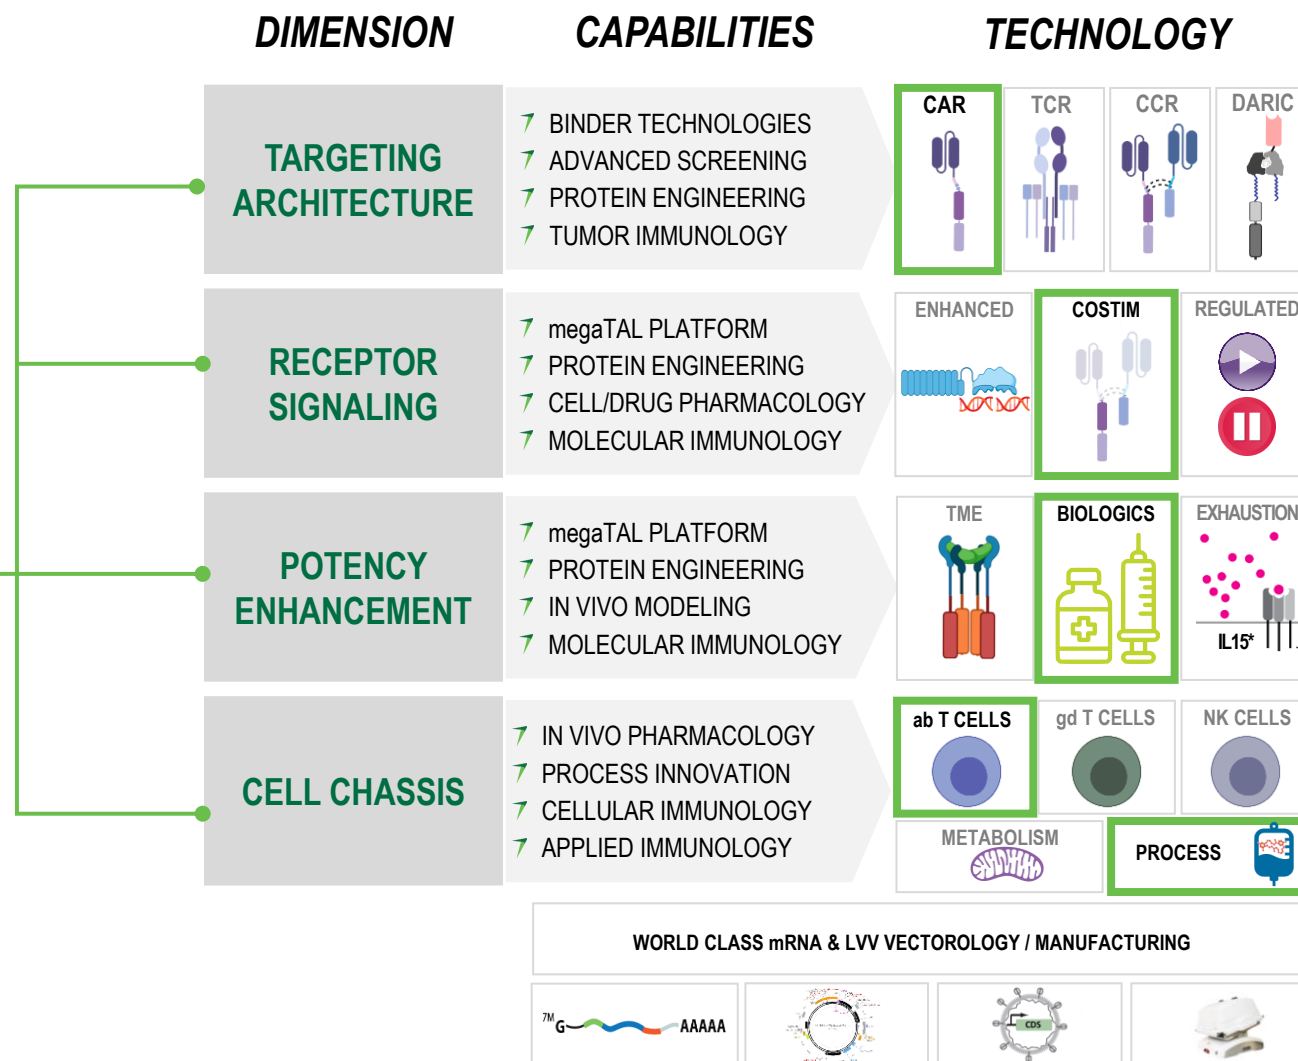 DIMENSION CAPABILITIES TECHNOLOGY
TARGETING
ARCHITECTURE
BINDER TECHNOLOGIES
ADVANCED SCREENING
PROTEIN ENGINEERING
TUMOR IMMUNOLOGY
CAR TCR CCR DARIC
RECEPTOR
SIGNALING
megaTAL PLATFORM
PROTEIN ENGINEERING
CELL/DRUG PHARMACOLOGY
MOLECULAR IMMUNOLOGY
ENHANCED COSTIM REGULATED
POTENCY
ENHANCEMENT
megaTAL PLATFORM
PROTEIN ENGINEERING
IN VIVO MODELING
MOLECULAR IMMUNOLOGY
TME BIOLOGICS EXHAUSTION
IL15*
CELL CHASSIS
IN VIVO PHARMACOLOGY
PROCESS INNOVATION
CELLULAR IMMUNOLOGY
APPLIED IMMUNOLOGY
ab T CELLS gd T CELLS NK CELLS
METABOLISM PROCESS
WORLD CLASS mRNA & LVV VECTOROLOGY / MANUFACTURING
7M G AAAAA
CDS